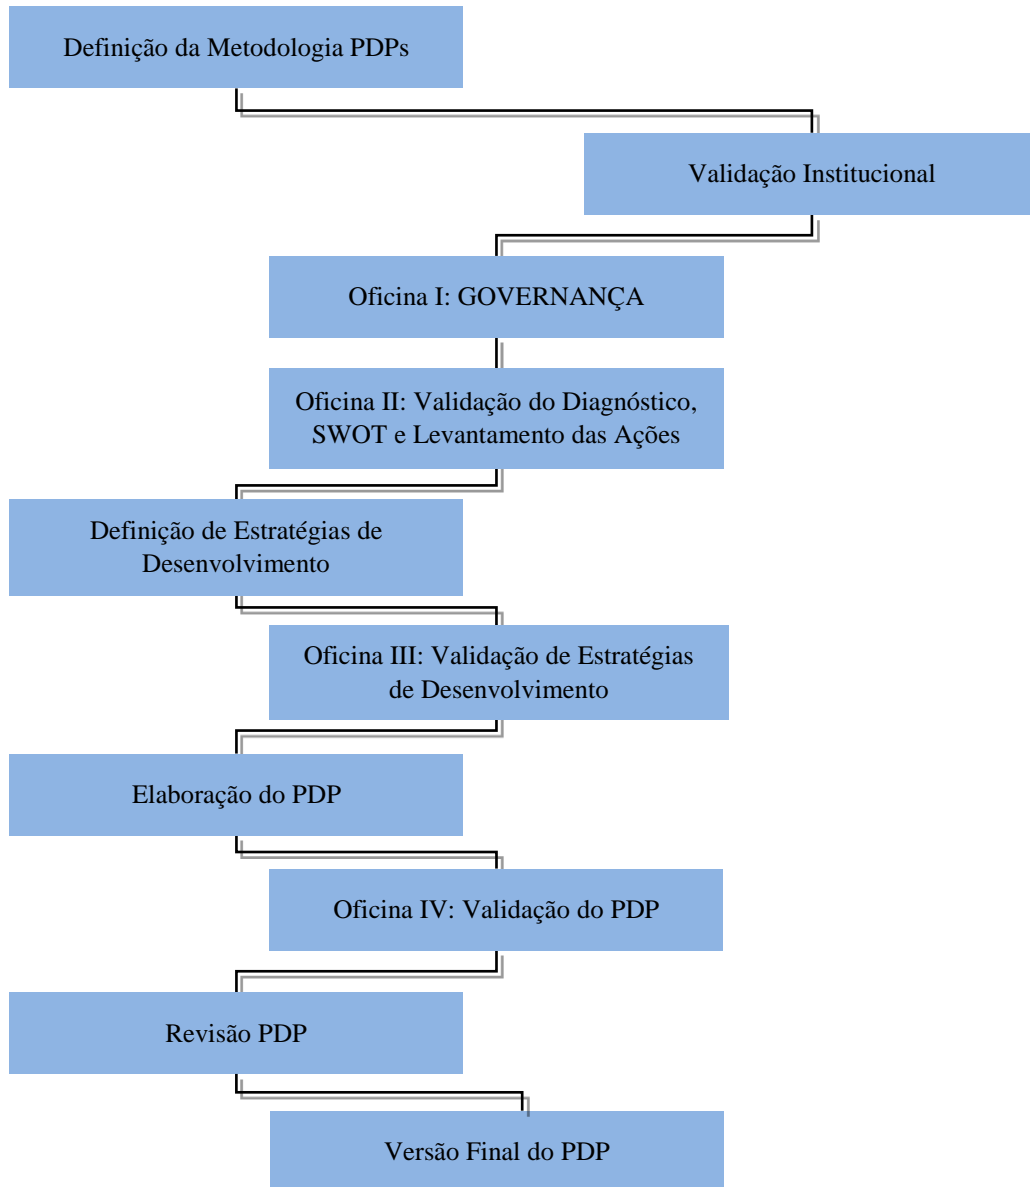 Definição da Metodologia PDPs
Validação Institucional
Oficina I: GOVERNANÇA
Oficina II: Validação do Diagnóstico,
SWOT e Levantamento das Ações
Definição de Estratégias de
Desenvolvimento
Oficina III: Validação de Estratégias
de Desenvolvimento
Elaboração do PDP
Oficina IV: Validação do PDP
Revisão PDP
Versão Final do PDP